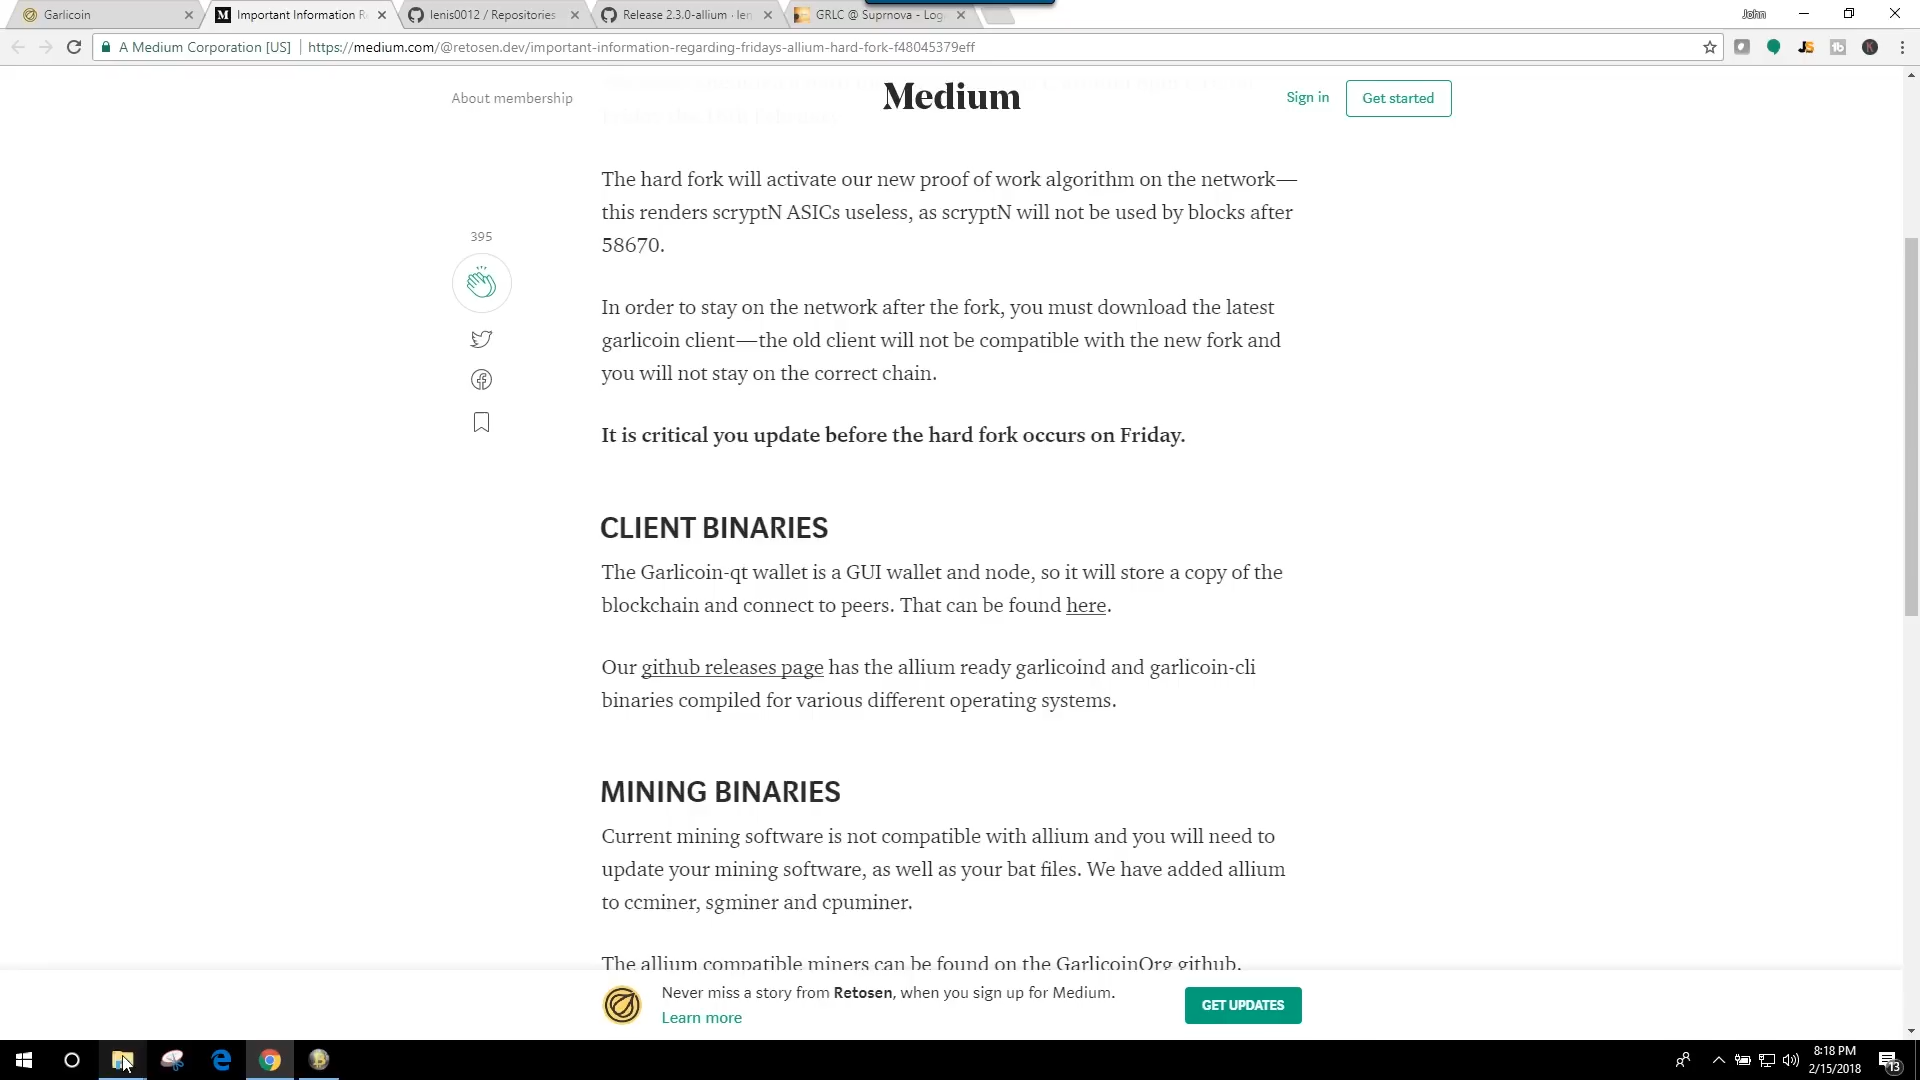 Garlicoin
Important Information R
lenis0012 / Repositories
Release 2.3.0-allium · len
GRLC @ Suprnova - Log
John
A Medium Corporation [US]
https://medium.com/@retosen.dev/important-information-regarding-fridays-allium-hard-fork-f48045379eff
About membership
Medium
Sign in
Get started
The hard fork will activate our new proof of work algorithm on the network—
this renders scryptN ASICs useless, as scryptN will not be used by blocks after
58670.
395
In order to stay on the network after the fork, you must download the latest
garlicoin client—the old client will not be compatible with the new fork and
you will not stay on the correct chain.
It is critical you update before the hard fork occurs on Friday.
CLIENT BINARIES
The Garlicoin-qt wallet is a GUI wallet and node, so it will store a copy of the
blockchain and connect to peers. That can be found here.
Our github releases page has the allium ready garlicoind and garlicoin-cli
binaries compiled for various different operating systems.
MINING BINARIES
Current mining software is not compatible with allium and you will need to
update your mining software, as well as your bat files. We have added allium
to ccminer, sgminer and cpuminer.
The allium compatible miners can be found on the GarlicoinOrg github.
Never miss a story from Retosen, when you sign up for Medium.
Learn more
GET UPDATES
8:18 PM
2/15/2018
13